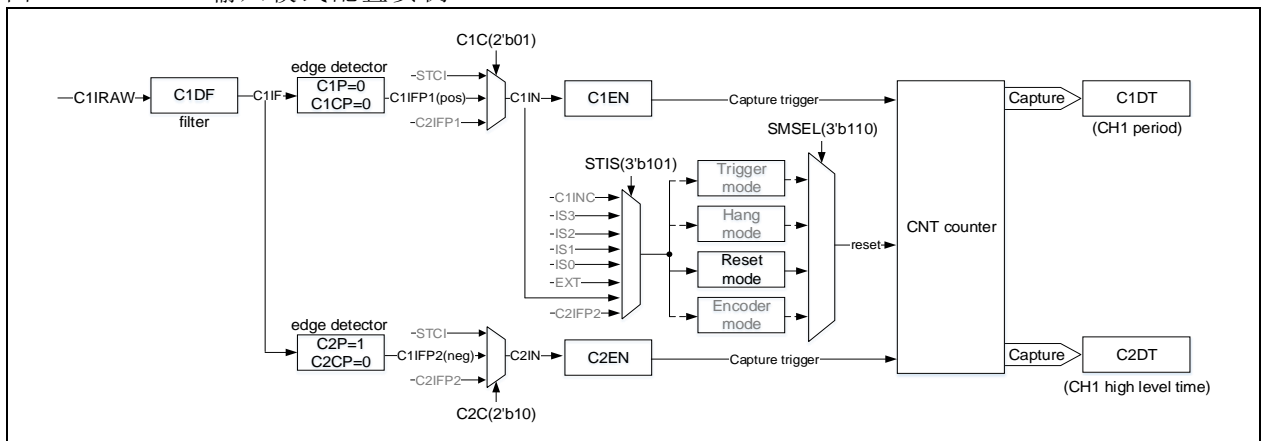 C1C(2'b01)
edge detector
C1P=0
C1CP=0
C1IRAW
C1DF
filter
C1IF
STCI
C1IFP1(pos)
C2IFP1
C1IN
C1EN
Capture trigger
Capture
C1DT
(CH1 period)
SMSEL(3'b110)
STIS(3'b101)
C1INC
IS3
IS2
IS1
IS0
EXT
C2IFP2
Trigger
mode
Hang
mode
Reset
mode
Encoder
mode
reset
CNT counter
edge detector
C2P=1
C2CP=0
STCI
C1IFP2(neg)
C2IFP2
C2IN
C2EN
Capture trigger
Capture
C2DT
(CH1 high level time)
C2C(2'b10)